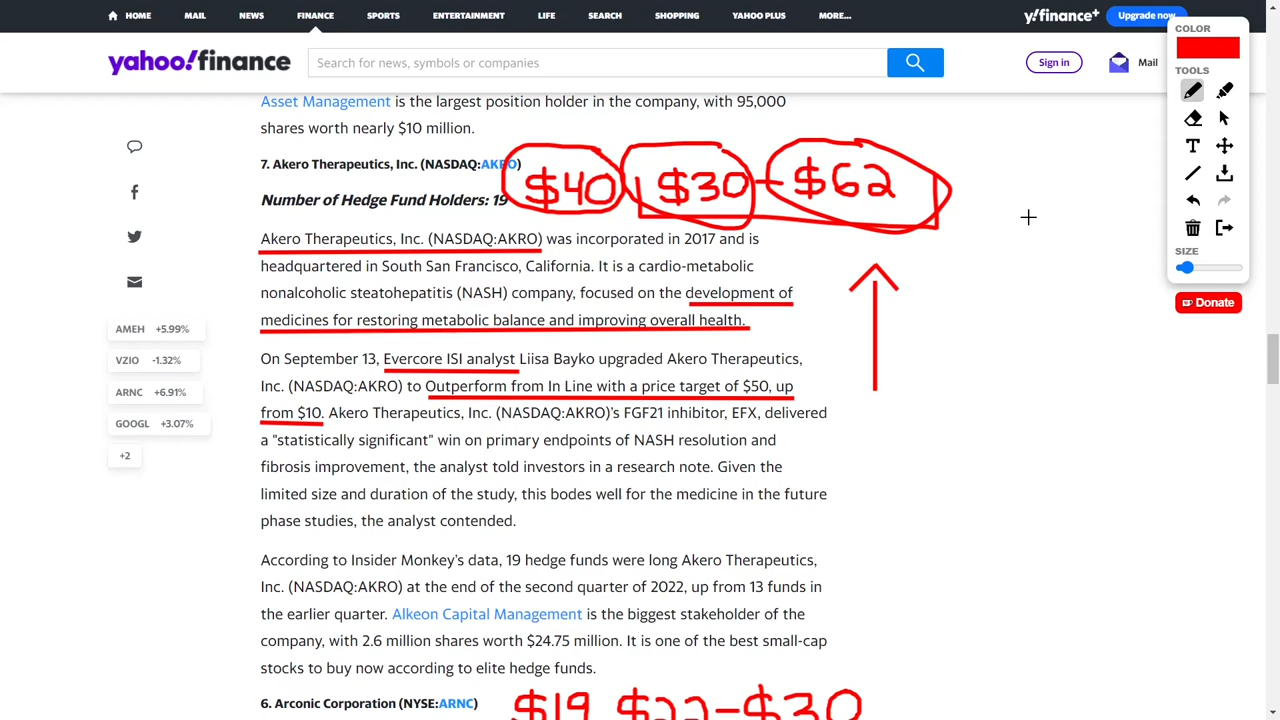 HOME MAIL NEWS FINANCE SPORTS ENTERTAINMENT LIFE SEARCH SHOPPING YAHOO PLUS MORE... y!finance+ Upgrade now
COLOR
yahoo!finance Search for news, symbols or companies Sign in Mail
TOOLS
Asset Management is the largest position holder in the company, with 95,000
shares worth nearly $10 million.
7. Akero Therapeutics, Inc. (NASDAQ:AKRO)
$40 $30-$62
Number of Hedge Fund Holders: 19
Akero Therapeutics, Inc. (NASDAQ:AKRO) was incorporated in 2017 and is
headquartered in South San Francisco, California. It is a cardio-metabolic
nonalcoholic steatohepatitis (NASH) company, focused on the development of
medicines for restoring metabolic balance and improving overall health.
SIZE
Donate
AMEH +5.99%
VZIO -1.32%
ARNC +6.91%
GOOGL +3.07%
+2
On September 13, Evercore ISI analyst Liisa Bayko upgraded Akero Therapeutics,
Inc. (NASDAQ:AKRO) to Outperform from In Line with a price target of $50, up
from $10. Akero Therapeutics, Inc. (NASDAQ:AKRO)'s FGF21 inhibitor, EFX, delivered
a "statistically significant" win on primary endpoints of NASH resolution and
fibrosis improvement, the analyst told investors in a research note. Given the
limited size and duration of the study, this bodes well for the medicine in the future
phase studies, the analyst contended.
According to Insider Monkey's data, 19 hedge funds were long Akero Therapeutics,
Inc. (NASDAQ:AKRO) at the end of the second quarter of 2022, up from 13 funds in
the earlier quarter. Alkeon Capital Management is the biggest stakeholder of the
company, with 2.6 million shares worth $24.75 million. It is one of the best small-cap
stocks to buy now according to elite hedge funds.
6. Arconic Corporation (NYSE:ARNC)
$19 $22-$30